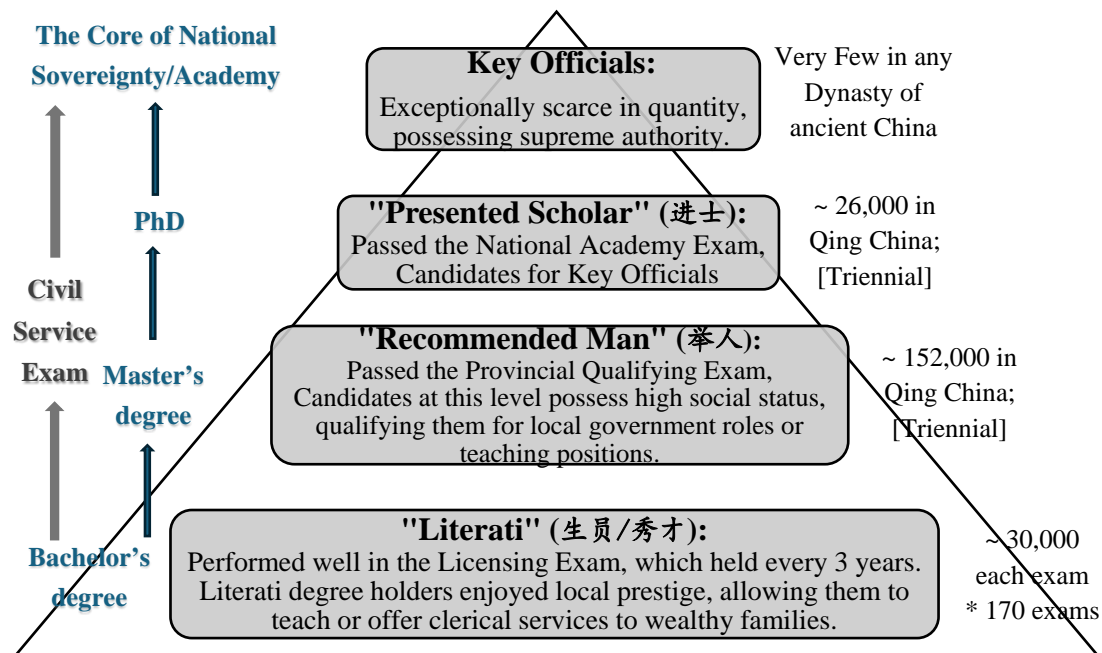 The Core of National
Sovereignty/Academy
PhD
Civil
Service
Exam
Master's
degree
Bachelor's
degree
Key Officials:
Exceptionally scarce in quantity,
possessing supreme authority.
Very Few in any
Dynasty of
ancient China
"Presented Scholar" (进士):
Passed the National Academy Exam,
Candidates for Key Officials
~ 26,000 in
Qing China;
[Triennial]
"Recommended Man" (举人):
Passed the Provincial Qualifying Exam,
Candidates at this level possess high social status,
qualifying them for local government roles or
teaching positions.
~ 152,000 in
Qing China;
[Triennial]
"Literati" (生员/秀才):
Performed well in the Licensing Exam, which held every 3 years.
Literati degree holders enjoyed local prestige, allowing them to
teach or offer clerical services to wealthy families.
~ 30,000
each exam
* 170 exams